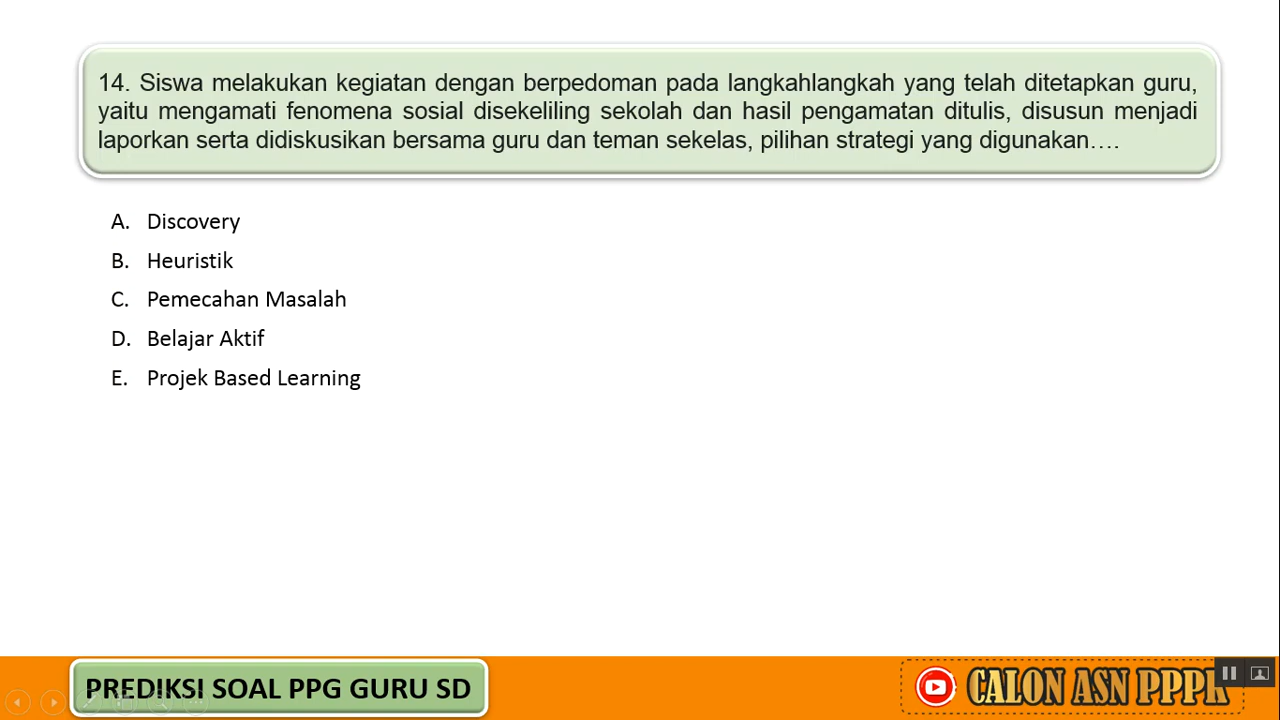 14. Siswa melakukan kegiatan dengan berpedoman pada langkahlangkah yang telah ditetapkan guru,
yaitu mengamati fenomena sosial disekeliling sekolah dan hasil pengamatan ditulis, disusun menjadi
laporkan serta didiskusikan bersama guru dan teman sekelas, pilihan strategi yang digunakan....
A. Discovery
B. Heuristik
C. Pemecahan Masalah
D. Belajar Aktif
E. Projek Based Learning
PREDIKSI SOAL PPG GURU SD
CALON ASN PPPK